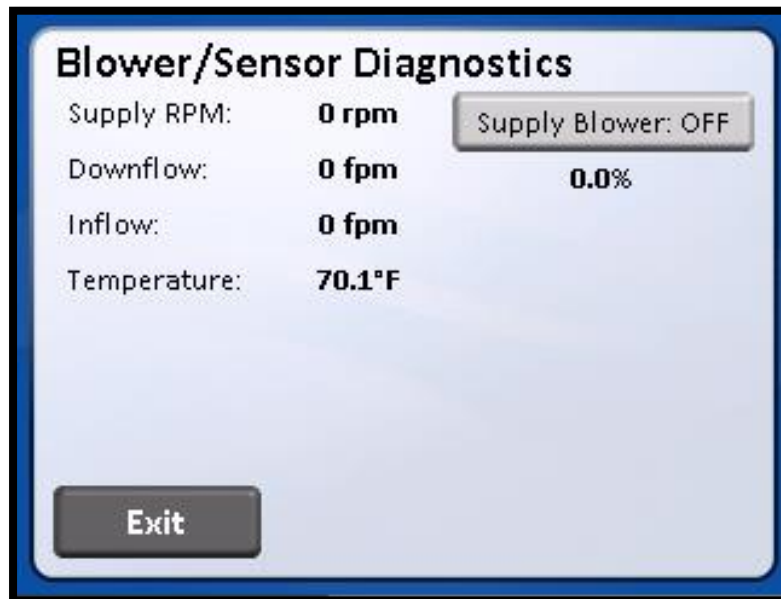 Blower/Sensor Diagnostics
Supply RPM: 0 rpm Supply Blower: OFF
Downflow: 0 fpm 0.0%
Inflow: 0 fpm
Temperature: 70.1°F
Exit